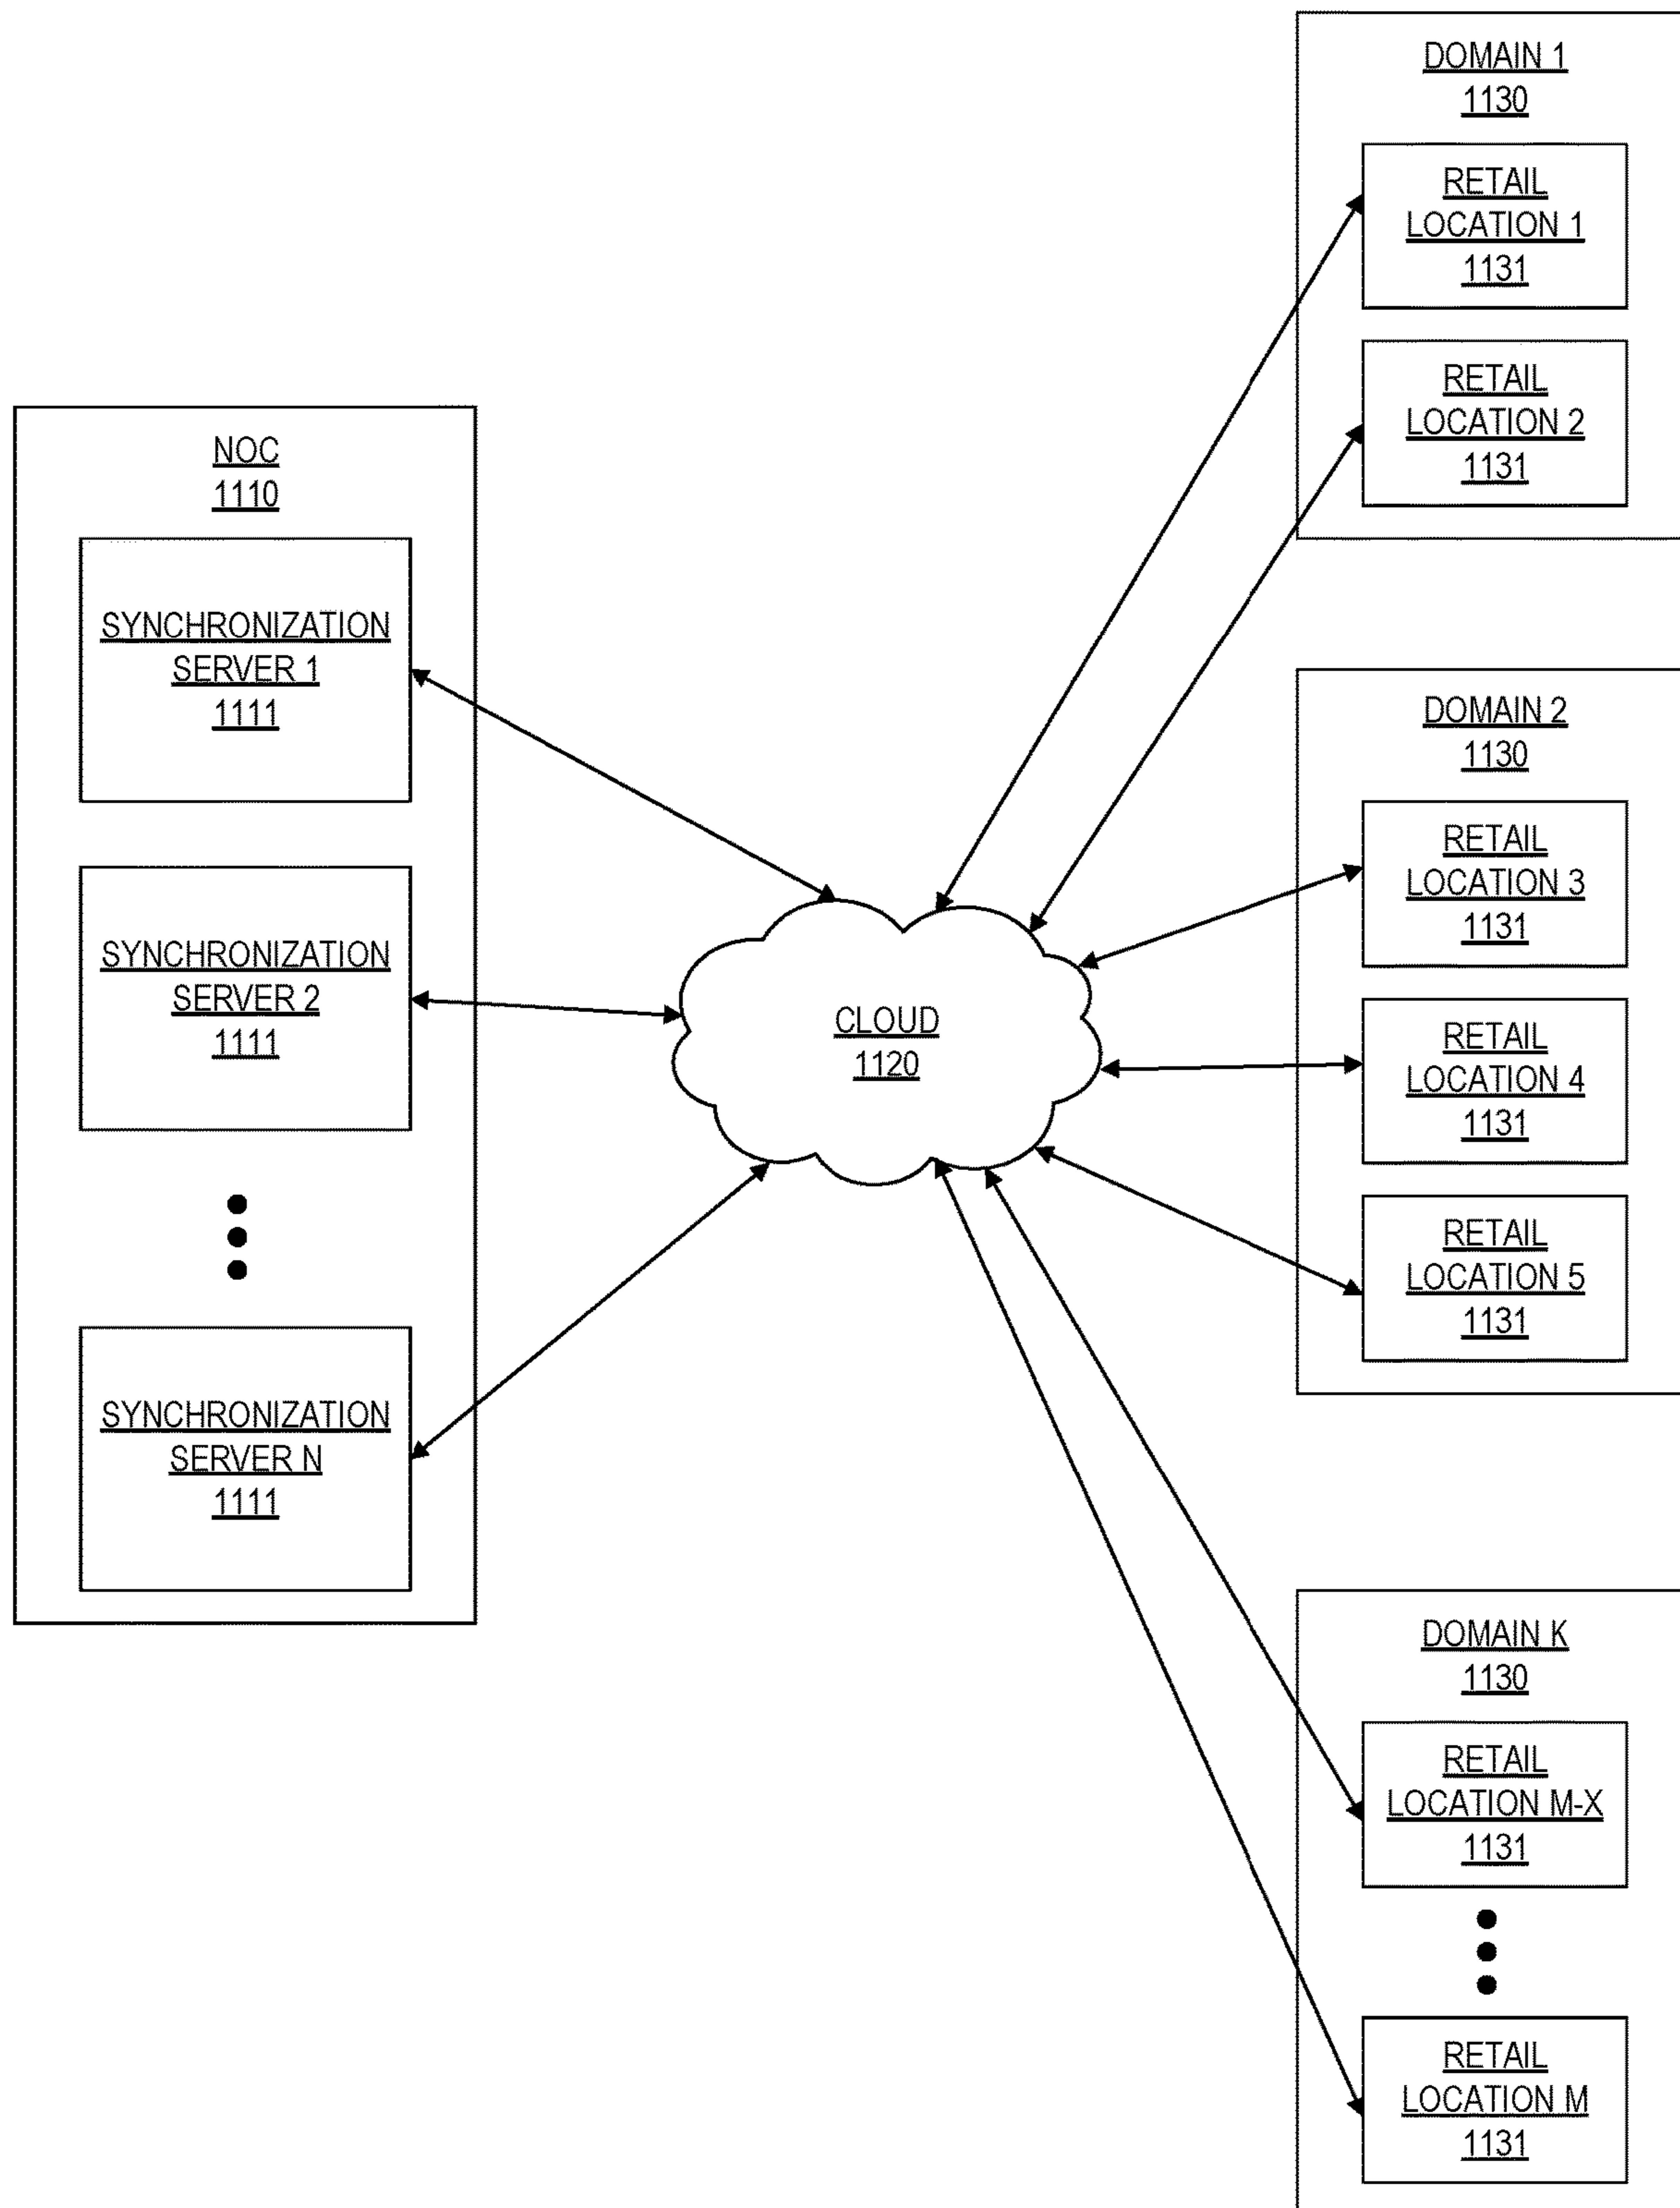 NOC
1110
SYNCHRONIZATION
SERVER 1
1111
SYNCHRONIZATION
SERVER 2
1111
SYNCHRONIZATION
SERVER N
1111
CLOUD
1120
DOMAIN 1
1130
RETAIL
LOCATION 1
1131
RETAIL
LOCATION 2
1131
DOMAIN 2
1130
RETAIL
LOCATION 3
1131
RETAIL
LOCATION 4
1131
RETAIL
LOCATION 5
1131
DOMAIN K
1130
RETAIL
LOCATION M-X
1131
RETAIL
LOCATION M
1131